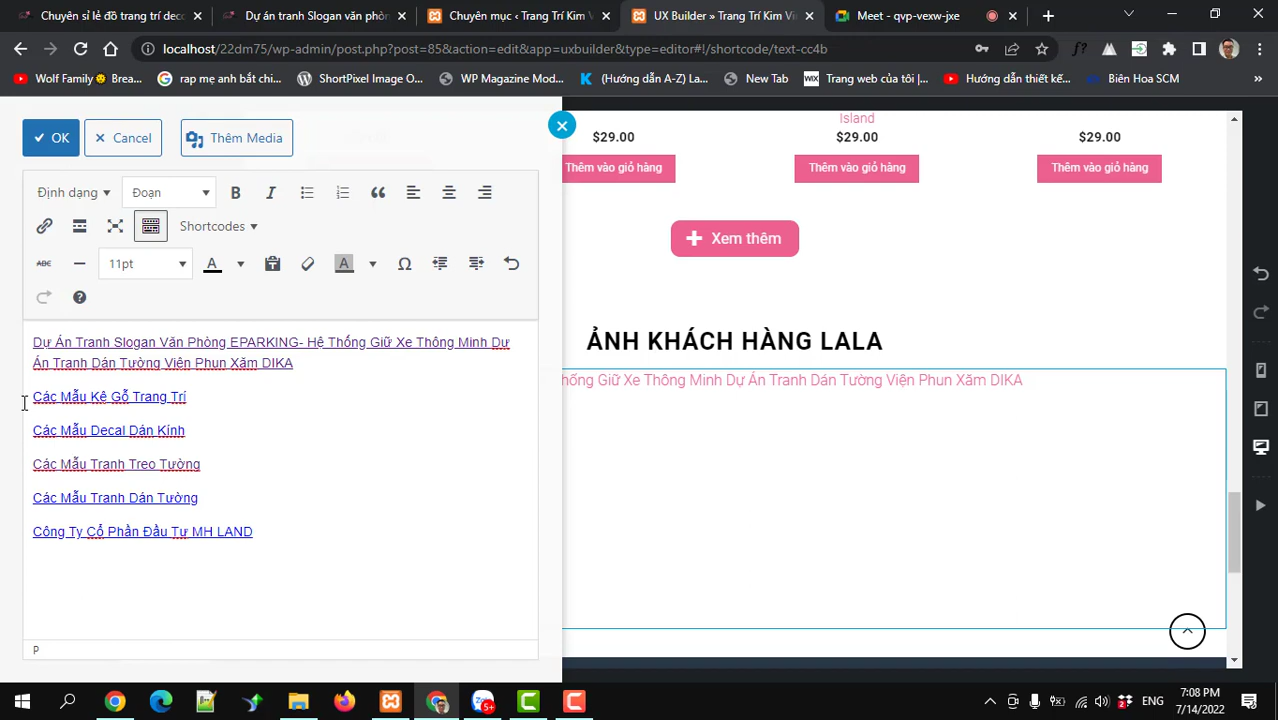 Chuyên sỉ lẻ đồ trang trí deco
Dự án tranh Slogan văn phòn
Chuyên mục ‹ Trang Trí Kim V
UX Builder » Trang Trí Kim Vi
Meet - qvp-vexw-jxe
localhost/22dm75/wp-admin/post.php?post=85&action=edit&app=uxbuilder&type=editor#!/shortcode/text-cc4b
Wolf Family Brea...
rap mẹ anh bắt chi...
ShortPixel Image O...
WP Magazine Mod...
(Hướng dẫn A-Z) La...
New Tab
Trang web của tôi |...
Hướng dẫn thiết kế...
Biên Hoa SCM
OK
Cancel
Thêm Media
Định dạng
Đoạn
Shortcodes
11pt
Dự Án Tranh Slogan Văn Phòng EPARKING- Hệ Thống Giữ Xe Thông Minh Dự
Án Tranh Dán Tường Viện Phun Xăm DIKA
Các Mẫu Kê Gỗ Trang Trí
Các Mẫu Decal Dán Kính
Các Mẫu Tranh Treo Tường
Các Mẫu Tranh Dán Tường
Công Ty Cổ Phần Đầu Tư MH LAND
P
Island
$29.00
$29.00
$29.00
Thêm vào giỏ hàng
Thêm vào giỏ hàng
Thêm vào giỏ hàng
Xem thêm
ẢNH KHÁCH HÀNG LALA
hống Giữ Xe Thông Minh Dự Án Tranh Dán Tường Viện Phun Xăm DIKA
5+
ENG
7:08 PM
7/14/2022